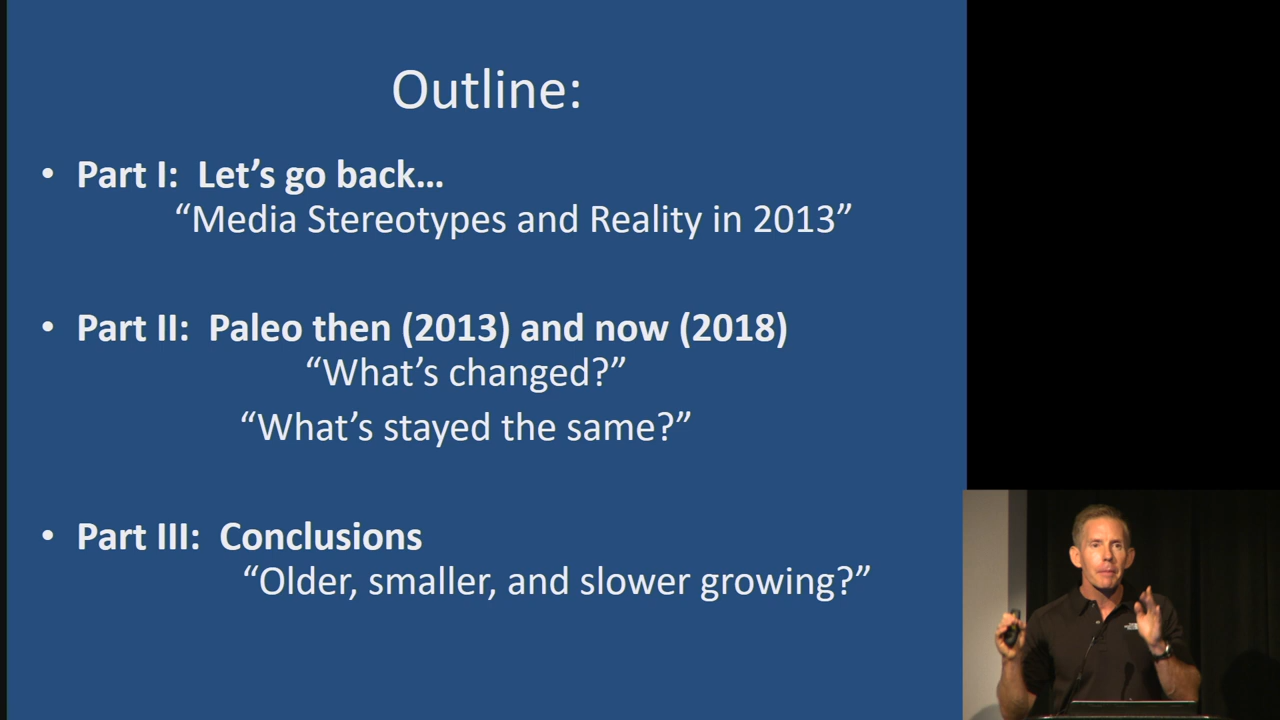 Outline:
• Part I:  Let’s go back…
“Media Stereotypes and Reality in 2013”
• Part II:  Paleo then (2013) and now (2018)
“What’s changed?”
“What’s stayed the same?”
• Part III:  Conclusions
“Older, smaller, and slower growing?”